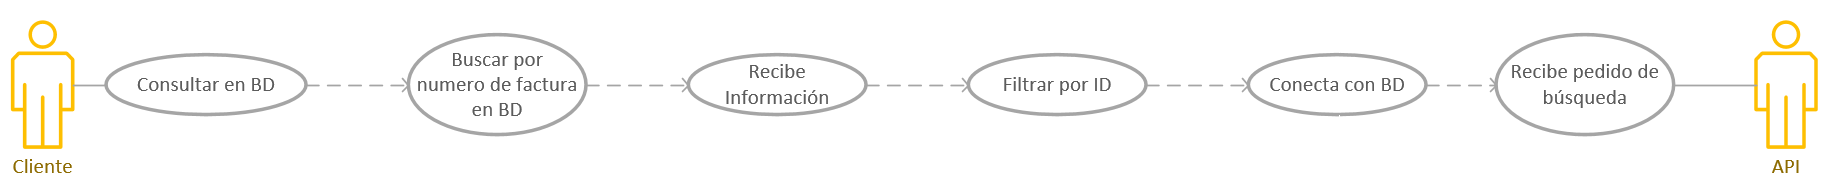 Cliente
Consultar en BD
Buscar por
numero de factura
en BD
Recibe
Información
Filtrar por ID
Conecta con BD
Recibe pedido de
búsqueda
API